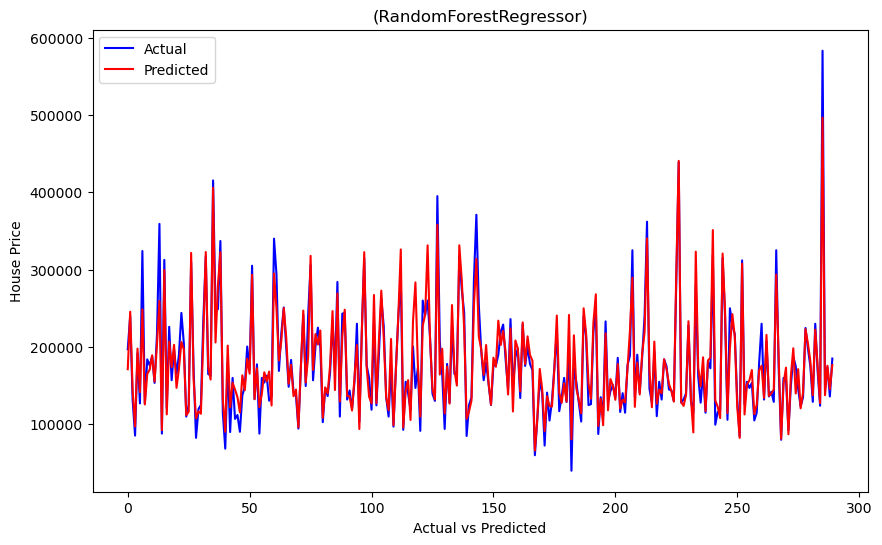 (RandomForestRegressor)
Actual
Predicted
House Price
600000
500000
400000
300000
200000
100000
0 50 100 150 200 250 300
Actual vs Predicted